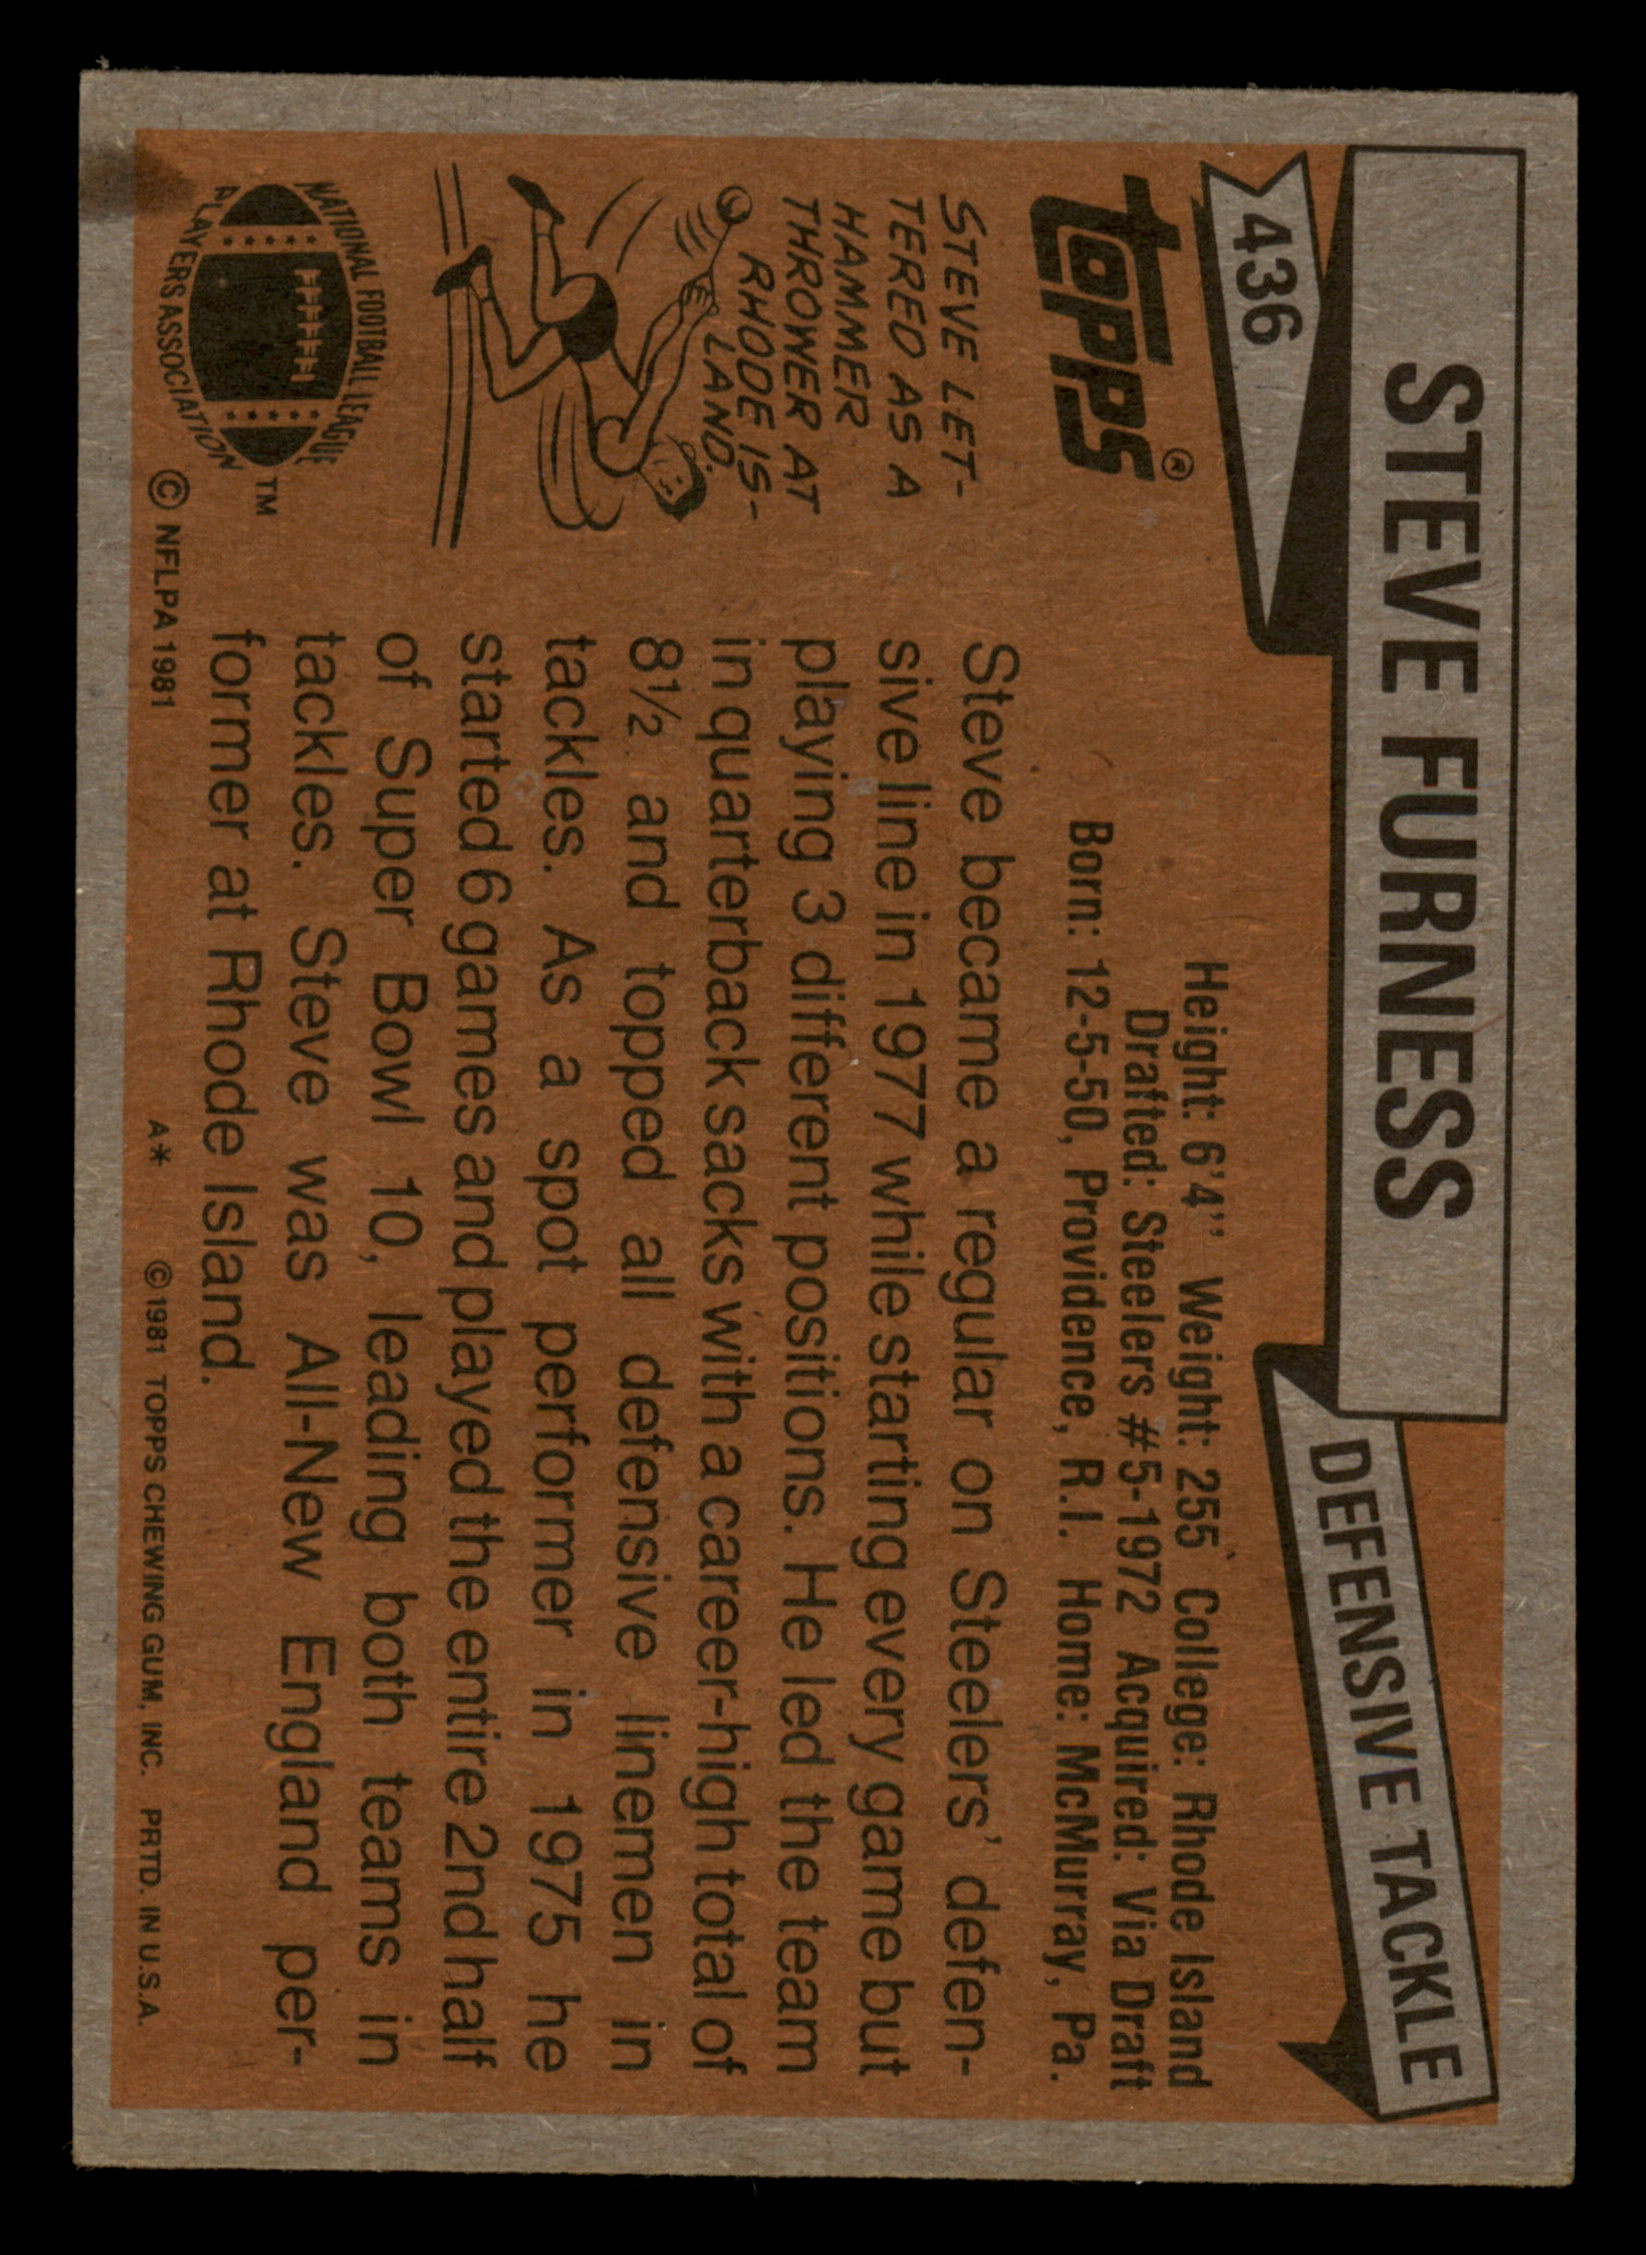 STEVE FURNESS
DEFENSIVE TACKLE
436
topps®
Height: 6'4" Weight: 255 College: Rhode Island
Drafted: Steelers #5-1972 Acquired: Via Draft
Born: 12-5-50, Providence, R.I. Home: McMurray, Pa.
STEVE LET-
TERED AS A
HAMMER
THROWER AT
RHODE IS-
LAND.
Steve became a regular on Steelers' defen-
sive line in 1977 while starting every game but
playing 3 different positions. He led the team
in quarterback sacks with a career-high total of
8½ and topped all defensive linemen in
tackles. As a spot performer in 1975 he
started 6 games and played the entire 2nd half
of Super Bowl 10, leading both teams in
tackles. Steve was All-New England per-
former at Rhode Island.
NATIONAL FOOTBALL LEAGUE
PLAYERS ASSOCIATION
TM
© NFLPA 1981
A* © 1981 TOPPS CHEWING GUM, INC. PRTD. IN U.S.A.